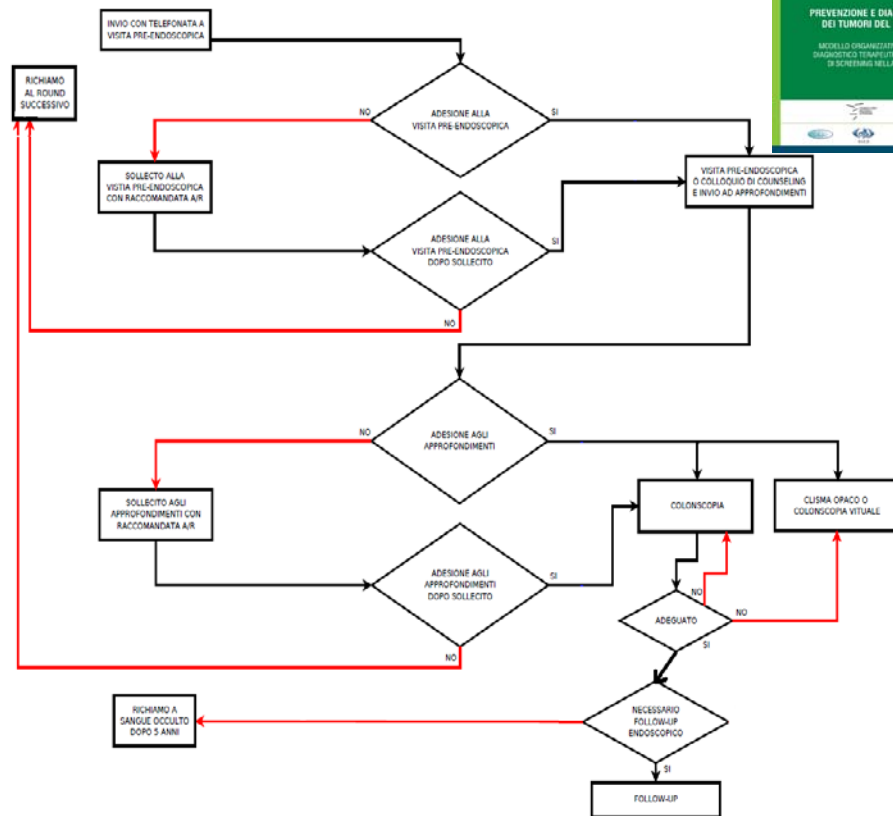 INVIO CON TELEFONATA A
VISITA PRE-ENDOSCOPICA
PREVENZIONE E DIA
DEI TUMORI DEL
MODELLO ORGANIZZATI
DIAGNOSTICO TERAPEUT
DI SCREENING NELLA
RICHIAMO
AL ROUND
SUCCESSIVO
NO
ADESIONE ALLA
VISITA PRE-ENDOSCOPICA
SI
SOLLECTO ALLA
VISTIA PRE-ENDOSCOPICA
CON RACCOMANDATA A/R
VISITA PRE-ENDOSCOPICA
O COLLOQUIO DI COUNSELING
E INVIO AD APPROFONDIMENTI
ADESIONE ALLA
VISITA PRE-ENDOSCOPICA
DOPO SOLLECITO
SI
NO
NO
ADESIONE AGLI
APPROFONDIMENTI
SI
SOLLECITO AGLI
APPROFONDIMENTI CON
RACCOMANDATA A/R
COLONSCOPIA
CLISMA OPACO O
COLONSCOPIA VITUALE
ADESIONE AGLI
APPROFONDIMENTI
DOPO SOLLECITO
SI
NO
NO
NO
ADEGUATO
SI
RICHIAMO A
SANGUE OCCULTO
DOPO 5 ANNI
NECESSARIO
FOLLOW-UP
ENDOSCOPICO
SI
FOLLOW-UP